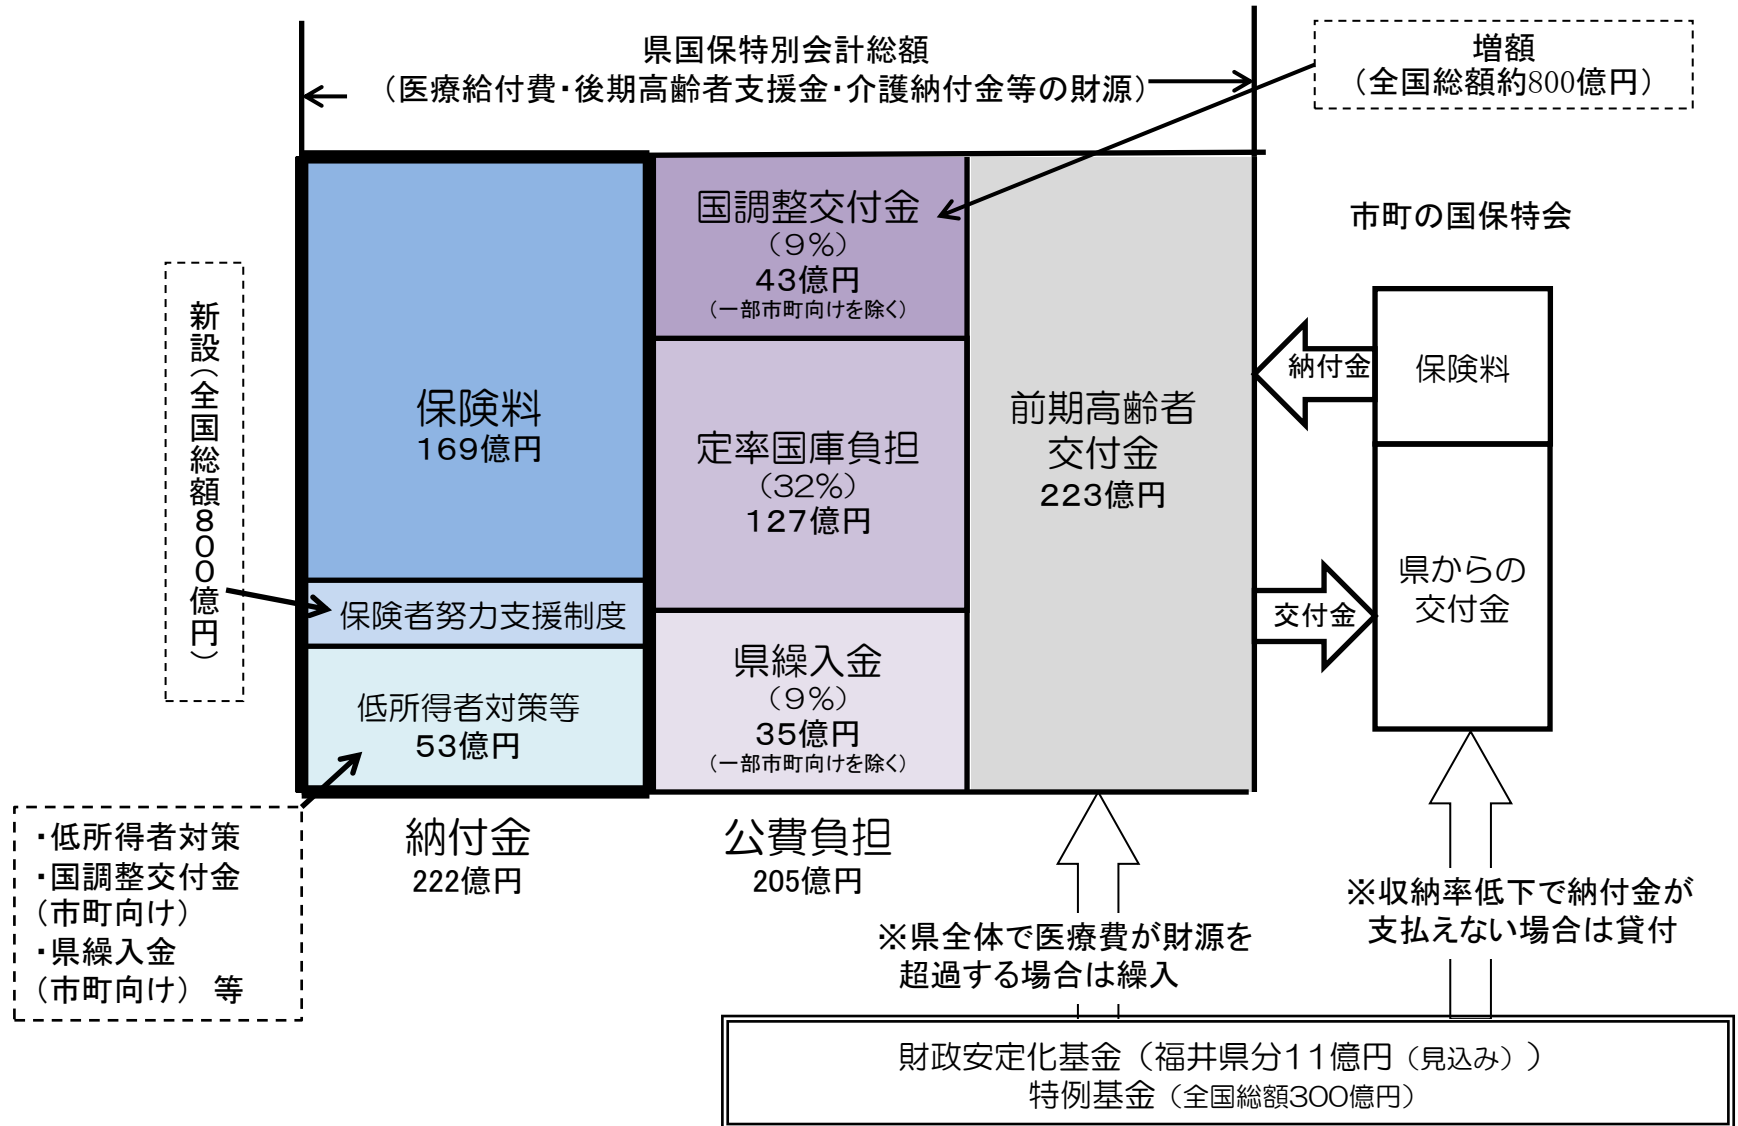 県国保特別会計総額
（医療給付費・後期高齢者支援金・介護納付金等の財源）
増額
（全国総額約800億円）
市町の国保特会
新設（全国総額８００億円）
保険料
169億円
保険者努力支援制度
低所得者対策等
53億円
国調整交付金
（９％）
43億円
（一部市町向けを除く）
定率国庫負担
（32％）
127億円
県繰入金
（９％）
35億円
（一部市町向けを除く）
前期高齢者
交付金
223億円
納付金
交付金
保険料
県からの
交付金
・低所得者対策
・国調整交付金
（市町向け）
・県繰入金
（市町向け） 等
納付金
222億円
公費負担
205億円
※県全体で医療費が財源を
超過する場合は繰入
※収納率低下で納付金が
支払えない場合は貸付
財政安定化基金（福井県分11億円（見込み））
特例基金（全国総額300億円）